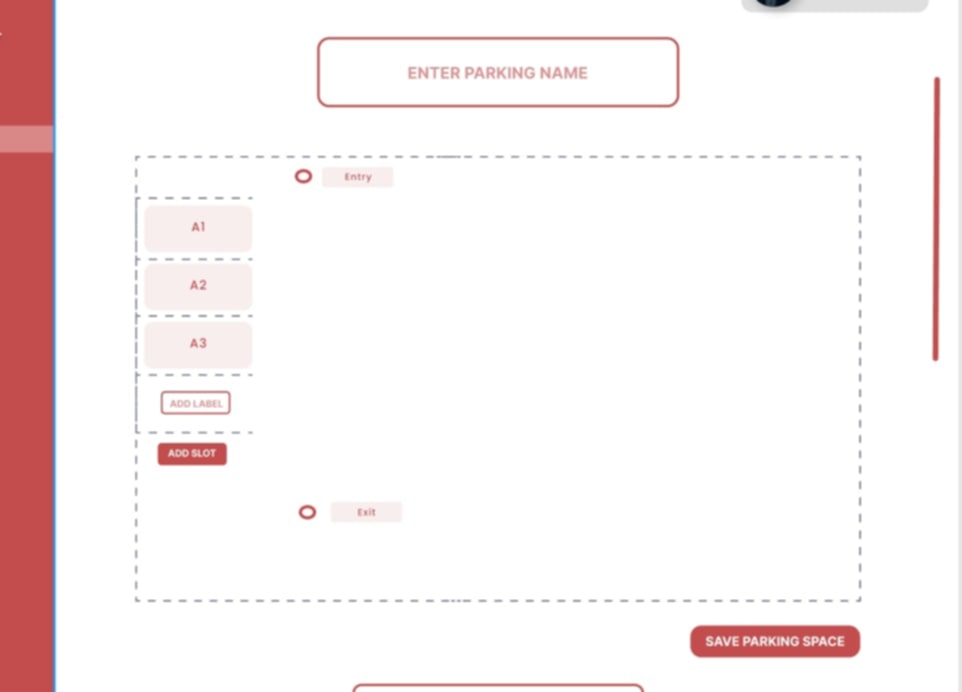 ENTER PARKING NAME
Entry
A1
A2
A3
ADD LABEL
ADD SLOT
Exit
SAVE PARKING SPACE